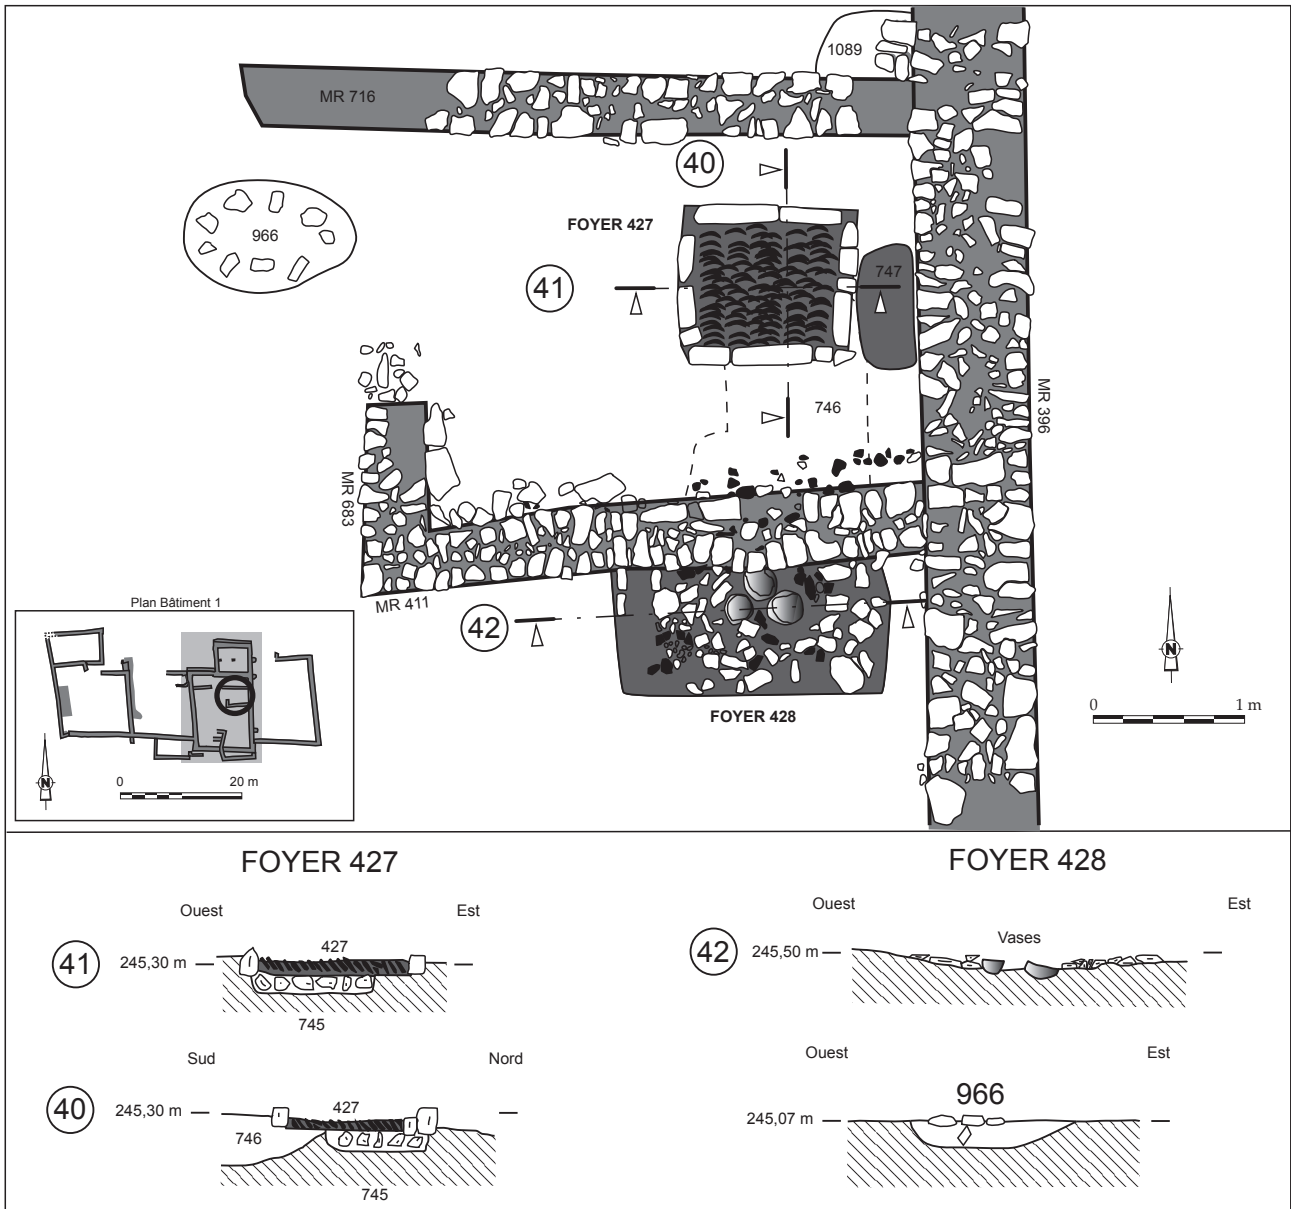 1089
MR 716
40
FOYER 427
966
747
41
746
MR 396
MR 683
MR 411
42
FOYER 428
Plan Bâtiment 1
N
0 20 m
N
0 1 m
FOYER 427
Ouest Est
41 245,30 m 427
745
Sud Nord
40 245,30 m 427
746
745
FOYER 428
Ouest Est
42 245,50 m Vases
Ouest Est
966
245,07 m